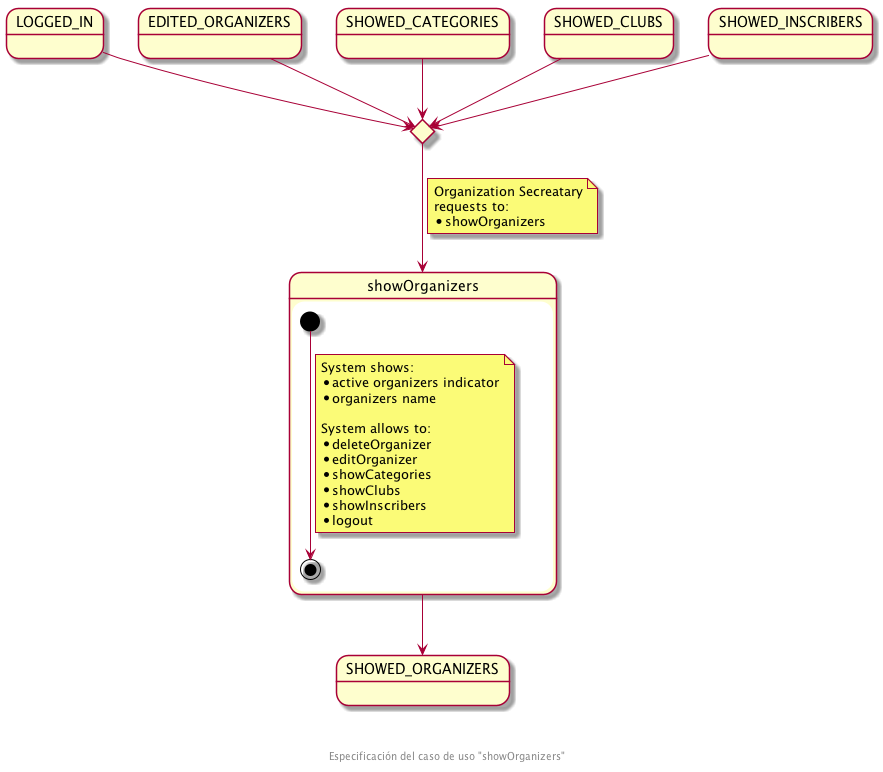 LOGGED_IN
EDITED_ORGANIZERS
SHOWED_CATEGORIES
SHOWED_CLUBS
SHOWED_INSCRIBERS
Organization Secreatary
requests to:
• showOrganizers
showOrganizers
System shows:
• active organizers indicator
• organizers name
System allows to:
• deleteOrganizer
• editOrganizer
• showCategories
• showClubs
• showInscribers
• logout
SHOWED_ORGANIZERS
Especificación del caso de uso "showOrganizers"